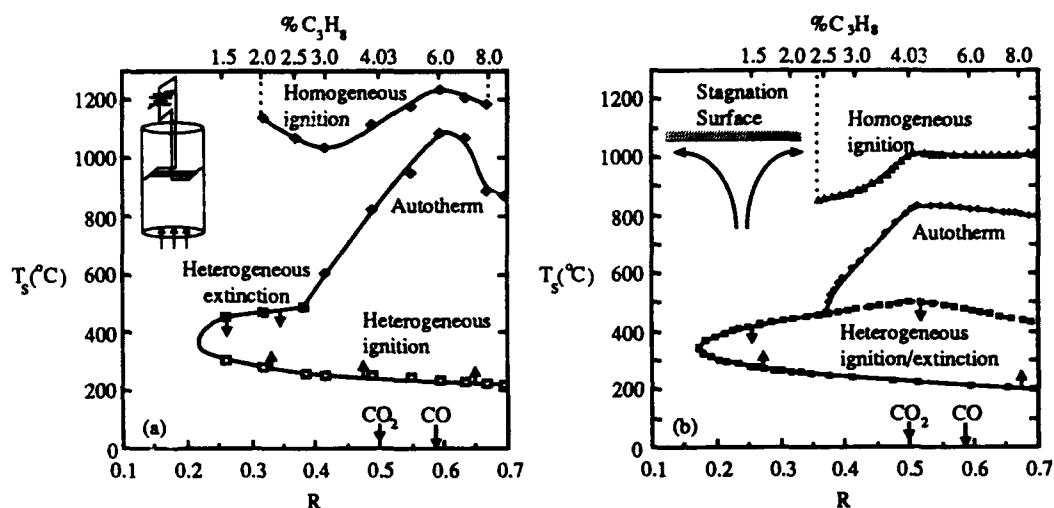 %C3H8
1.5 2.0 2.5 3.0 4.03 6.0 8.0
1200
1000
800
600
400
200
0
Ts(°C)
Homogeneous
ignition
Autotherm
Heterogeneous
extinction
Heterogeneous
ignition
(a)
CO2 CO
0.1 0.2 0.3 0.4 0.5 0.6 0.7
R
%C3H8
1.5 2.5 3.0 4.03 6.0 8.0
1200
1000
800
600
400
200
0
Ts(°C)
Stagnation
Surface
Homogeneous
ignition
Autotherm
Heterogeneous
ignition/extinction
(b)
CO2 CO
0.1 0.2 0.3 0.4 0.5 0.6 0.7
R